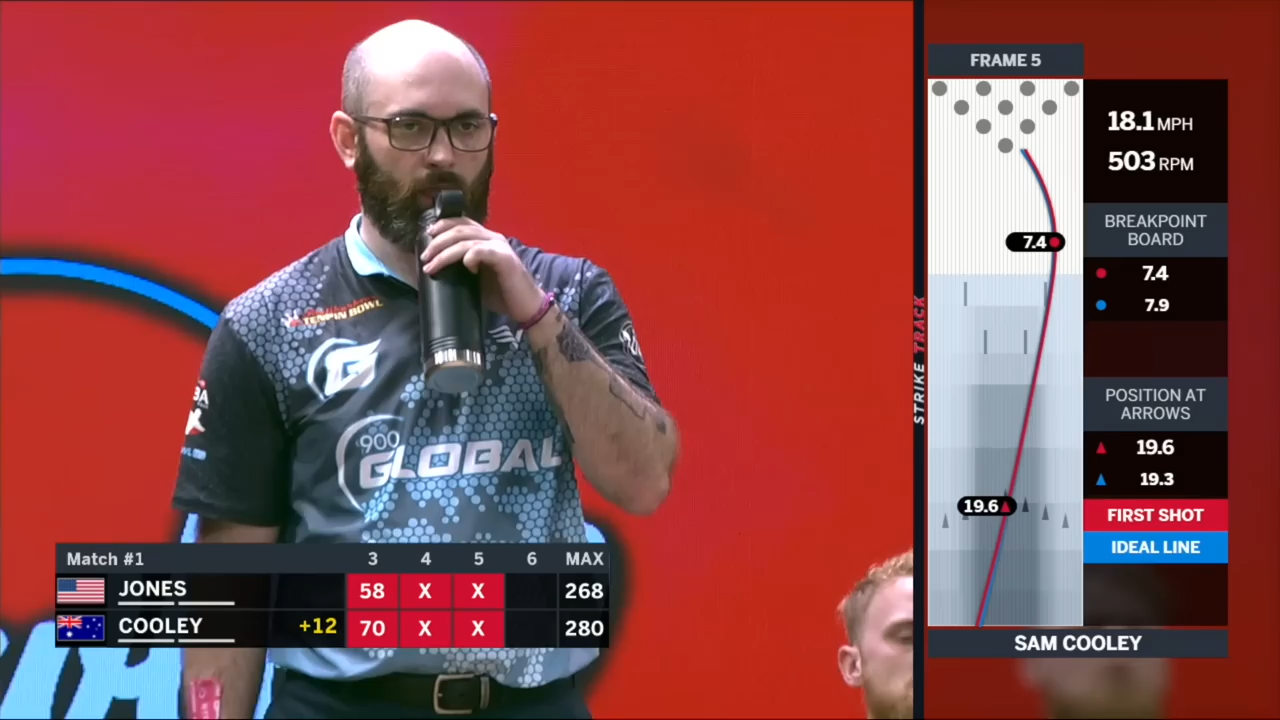 TENPIN BOWL
G
900
GLOBAL
Match #1 3 4 5 6 MAX
JONES 58 X X 268
COOLEY +12 70 X X 280
STRIKE TRACK
FRAME 5
18.1 MPH
503 RPM
7.4
BREAKPOINT
BOARD
7.4
7.9
POSITION AT
ARROWS
19.6
19.6
19.3
FIRST SHOT
IDEAL LINE
SAM COOLEY